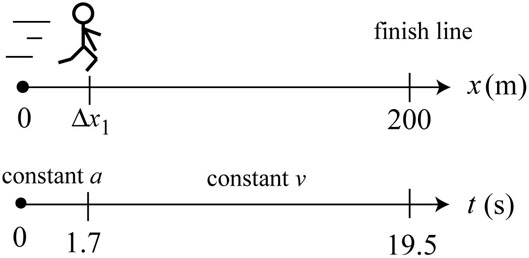 finish line
x (m)
0
Δx₁
200
constant a
constant v
t (s)
0
1.7
19.5